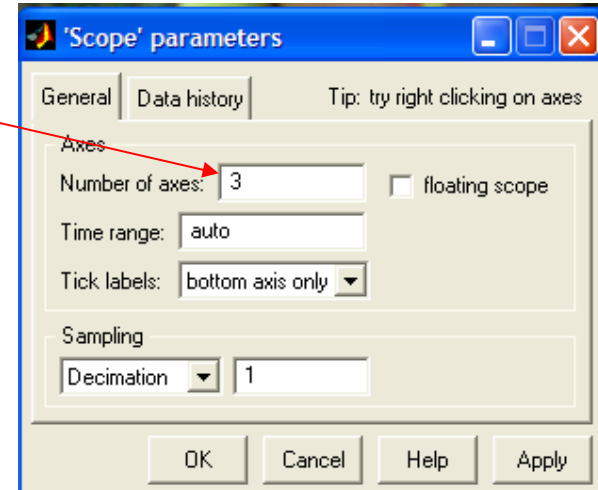 'Scope' parameters
General Data history Tip: try right clicking on axes
Axes
Number of axes: 3 floating scope
Time range: auto
Tick labels: bottom axis only
Sampling
Decimation 1
OK Cancel Help Apply